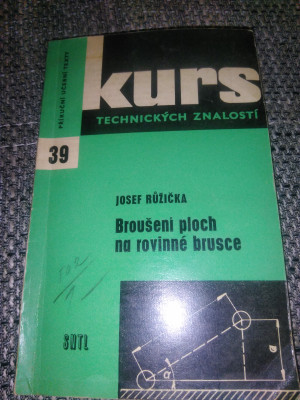 PŘÍRUČNÍ UČEBNÍ TEXTY
kurs
TECHNICKÝCH ZNALOSTÍ
39
JOSEF RŮŽIČKA
Broušení ploch
na rovinné brusce
SNTL